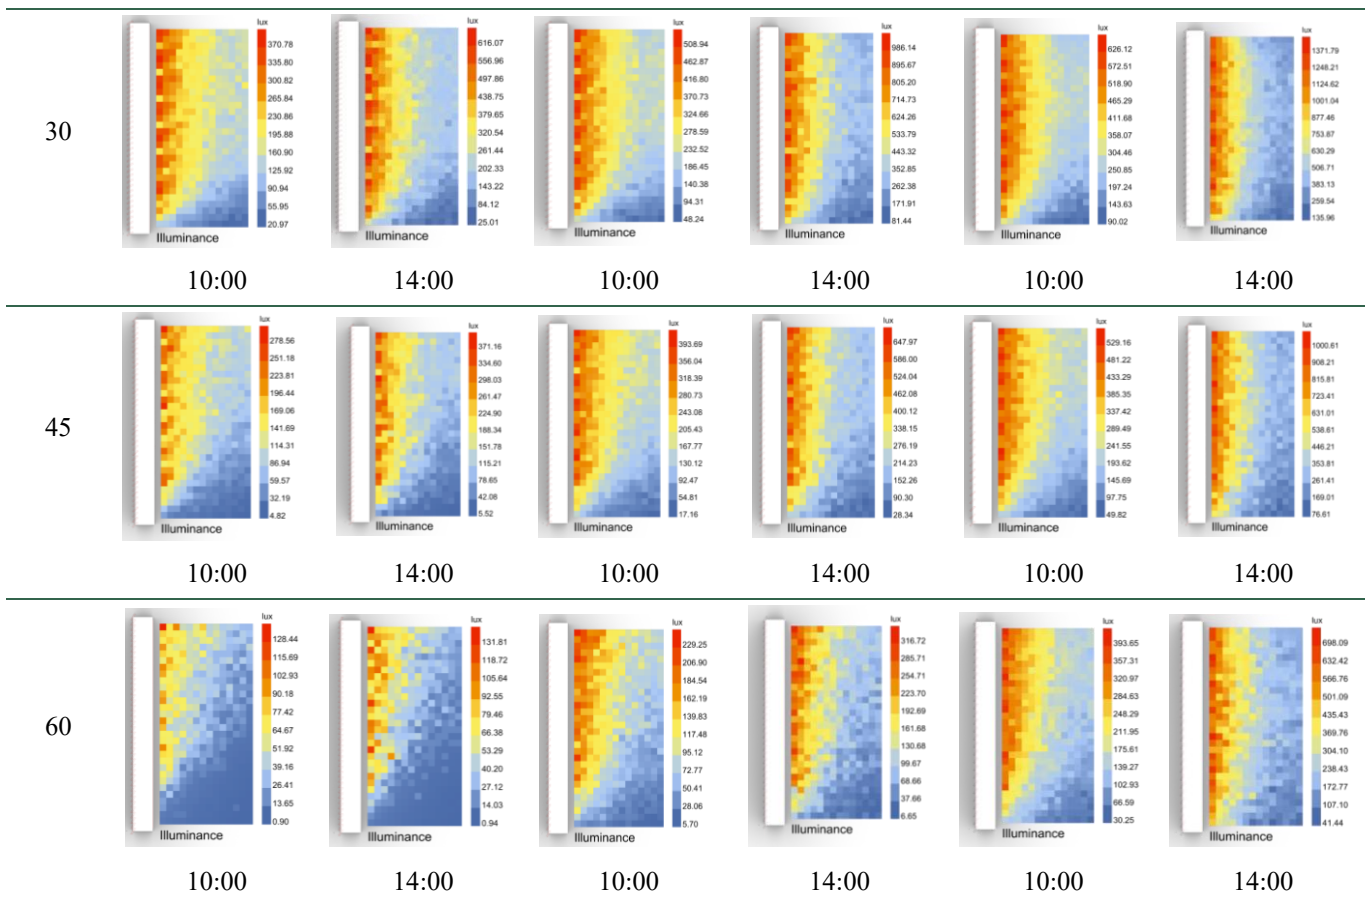 lux lux lux lux lux lux
370.78 616.07 508.94 986.14 626.12 1371.79
335.80 556.96 462.87 895.67 572.51 1248.21
300.82 497.86 416.80 805.20 518.90 1124.62
265.84 438.75 370.73 714.73 465.29 1001.04
230.86 379.65 324.66 624.26 411.68 877.46
30 195.88 320.54 278.59 533.79 358.07 753.87
160.90 261.44 232.52 443.32 304.46 630.29
125.92 202.33 186.45 352.85 250.85 506.71
90.94 143.22 140.38 262.38 197.24 383.13
55.95 84.12 94.31 171.91 143.63 259.54
20.97 25.01 48.24 81.44 90.02 135.96
Illuminance Illuminance Illuminance Illuminance Illuminance Illuminance
10:00 14:00 10:00 14:00 10:00 14:00
lux lux lux lux lux lux
278.56 371.16 393.69 647.97 529.16 1000.61
251.18 334.60 356.04 586.00 481.22 908.21
223.81 298.03 318.39 524.04 433.29 815.81
196.44 261.47 280.73 462.08 385.35 723.41
169.06 224.90 243.08 400.12 337.42 631.01
45 141.69 188.34 205.43 338.15 289.49 538.61
114.31 151.78 167.77 276.19 241.55 446.21
86.94 115.21 130.12 214.23 193.62 353.81
59.57 78.65 92.47 152.26 145.69 261.41
32.19 42.08 54.81 90.30 97.75 169.01
4.82 5.52 17.16 28.34 49.82 76.61
Illuminance Illuminance Illuminance Illuminance Illuminance Illuminance
10:00 14:00 10:00 14:00 10:00 14:00
lux lux lux lux lux lux
128.44 131.81 229.25 316.72 393.65 698.09
115.69 118.72 206.90 285.71 357.31 632.42
102.93 105.64 184.54 254.71 320.97 566.76
90.18 92.55 162.19 223.70 284.63 501.09
77.42 79.46 139.83 192.69 248.29 435.43
60 64.67 66.38 117.48 161.68 211.95 369.76
51.92 53.29 95.12 130.68 175.61 304.10
39.16 40.20 72.77 99.67 139.27 238.43
26.41 27.12 50.41 68.66 102.93 172.77
13.65 14.03 28.06 37.66 66.59 107.10
0.90 0.94 5.70 6.65 30.25 41.44
Illuminance Illuminance Illuminance Illuminance Illuminance Illuminance
10:00 14:00 10:00 14:00 10:00 14:00